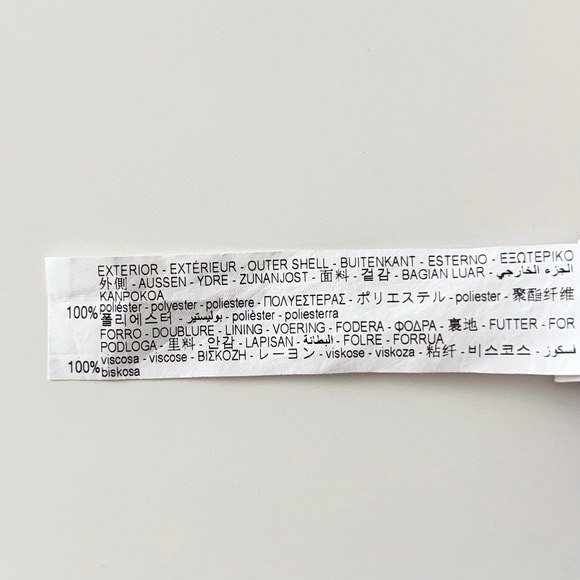 EXTERIOR - EXTÉRIEUR - OUTER SHELL - BUITENKANT - ESTERNO - ΕΞΩΤΕΡΙΚΟ
外側 - AUSSEN - YDRE - ZUNANJOST - 面料 - 겉감 - BAGIAN LUAR - الجزء الخارجي -
KANPOKOA
100% poliéster - polyester - poliestere - ΠΟΛΥΕΣΤΕΡΑΣ - ポリエステル - poliester - 聚酯纤维
폴리에스터 - بوليستير - polièster - poliesterra
FORRO - DOUBLURE - LINING - VOERING - FODERA - ΦΟΔΡΑ - 裏地 - FUTTER - FOR
PODLOGA - 里料 - 안감 - LAPISAN - البطانة - FOLRE - FORRUA
100% viscosa - viscose - ΒΙΣΚΟΖΗ - レーヨン - viskose - viskoza - 粘纤 - 비스코스 - فسكوز -
biskosa